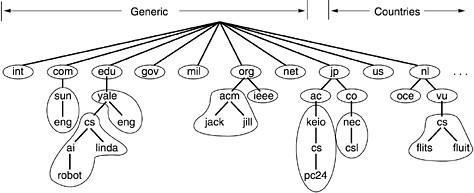 Generic Countries
int com edu gov mil org net jp us nl ...
sun yale acm ieee ac co oce vu
eng cs eng jack jill keio nec cs
ai linda cs csl flits fluit
robot pc24